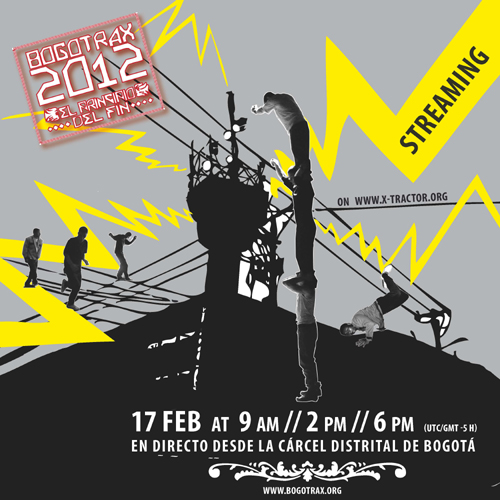 BOGOTRAX
2012
EL PRINSIPIO
DEL FIN
STREAMING
ON WWW.X-TRACTOR.ORG
17 FEB AT 9 AM // 2 PM // 6 PM (UTC/GMT -5 H)
EN DIRECTO DESDE LA CÁRCEL DISTRITAL DE BOGOTÁ
WWW.BOGOTRAX.ORG